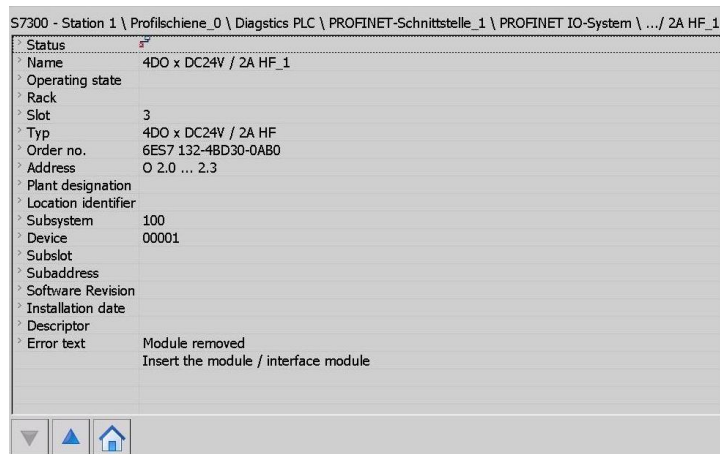 S7300 - Station 1 \ Profilschiene_0 \ Diagstics PLC \ PROFINET-Schnittstelle_1 \ PROFINET IO-System \ .../ 2A HF_1
Status
Name 4DO x DC24V / 2A HF_1
Operating state
Rack
Slot 3
Typ 4DO x DC24V / 2A HF
Order no. 6ES7 132-4BD30-0AB0
Address O 2.0 ... 2.3
Plant designation
Location identifier
Subsystem 100
Device 00001
Subslot
Subaddress
Software Revision
Installation date
Descriptor
Error text Module removed
Insert the module / interface module